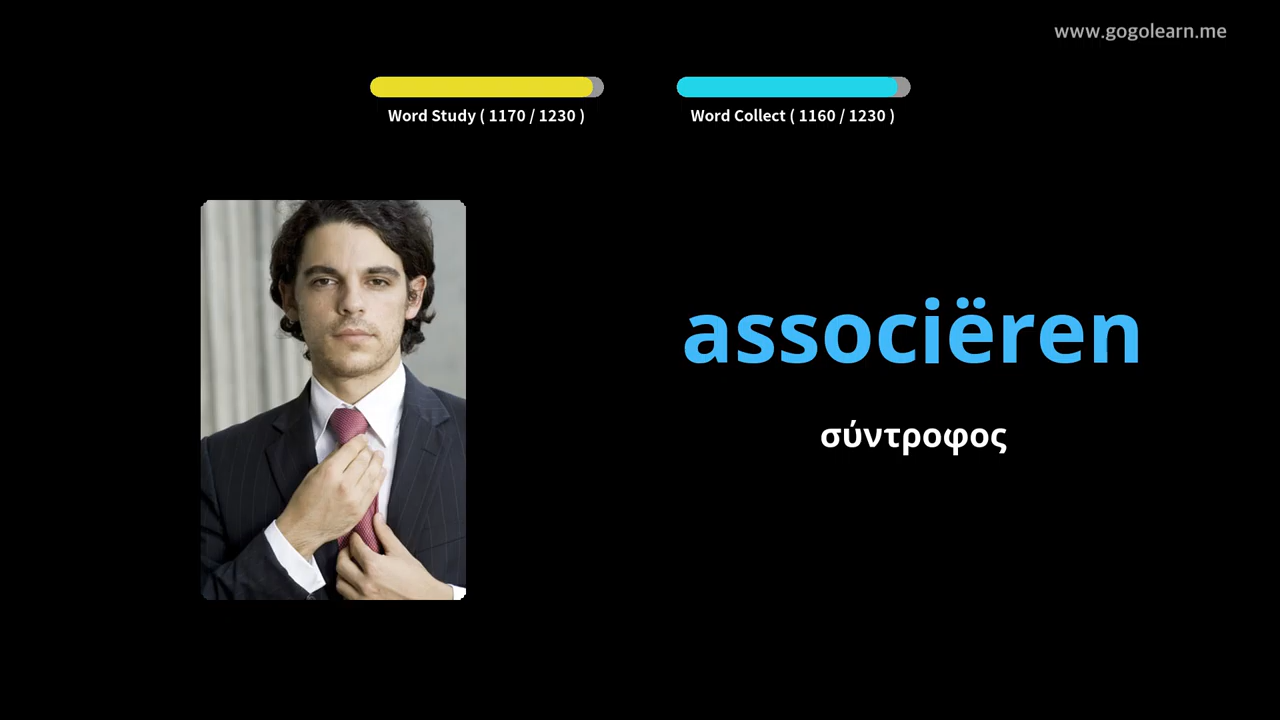 www.gogolearn.me
Word Study ( 1170 / 1230 )
Word Collect ( 1160 / 1230 )
associëren
σύντροφος